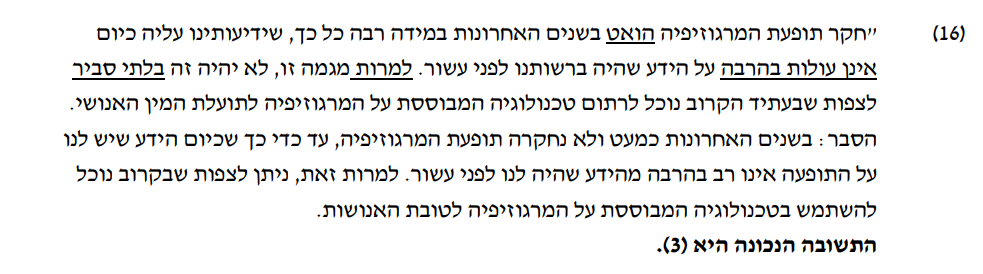 (16) "חקר תופעת המרגוזיפיה הואט בשנים האחרונות במידה רבה כל כך, שידיעותינו עליה כיום
אינן עולות בהרבה על הידע שהיה ברשותנו לפני עשור. למרות מגמה זו, לא יהיה זה בלתי סביר
לצפות שבעתיד הקרוב נוכל לרתום טכנולוגיה המבוססת על המרגוזיפיה לתועלת המין האנושי.
הסבר: בשנים האחרונות כמעט ולא נחקרה תופעת המרגוזיפיה, עד כדי כך שכיום הידע שיש לנו
על התופעה אינו רב בהרבה מהידע שהיה לנו לפני עשור. למרות זאת, ניתן לצפות שבקרוב נוכל
להשתמש בטכנולוגיה המבוססת על המרגוזיפיה לטובת האנושות.
התשובה הנכונה היא (3).